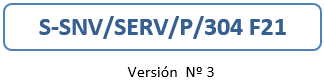 S-SNV/SERV/P/304 F21
Versión Nº 3